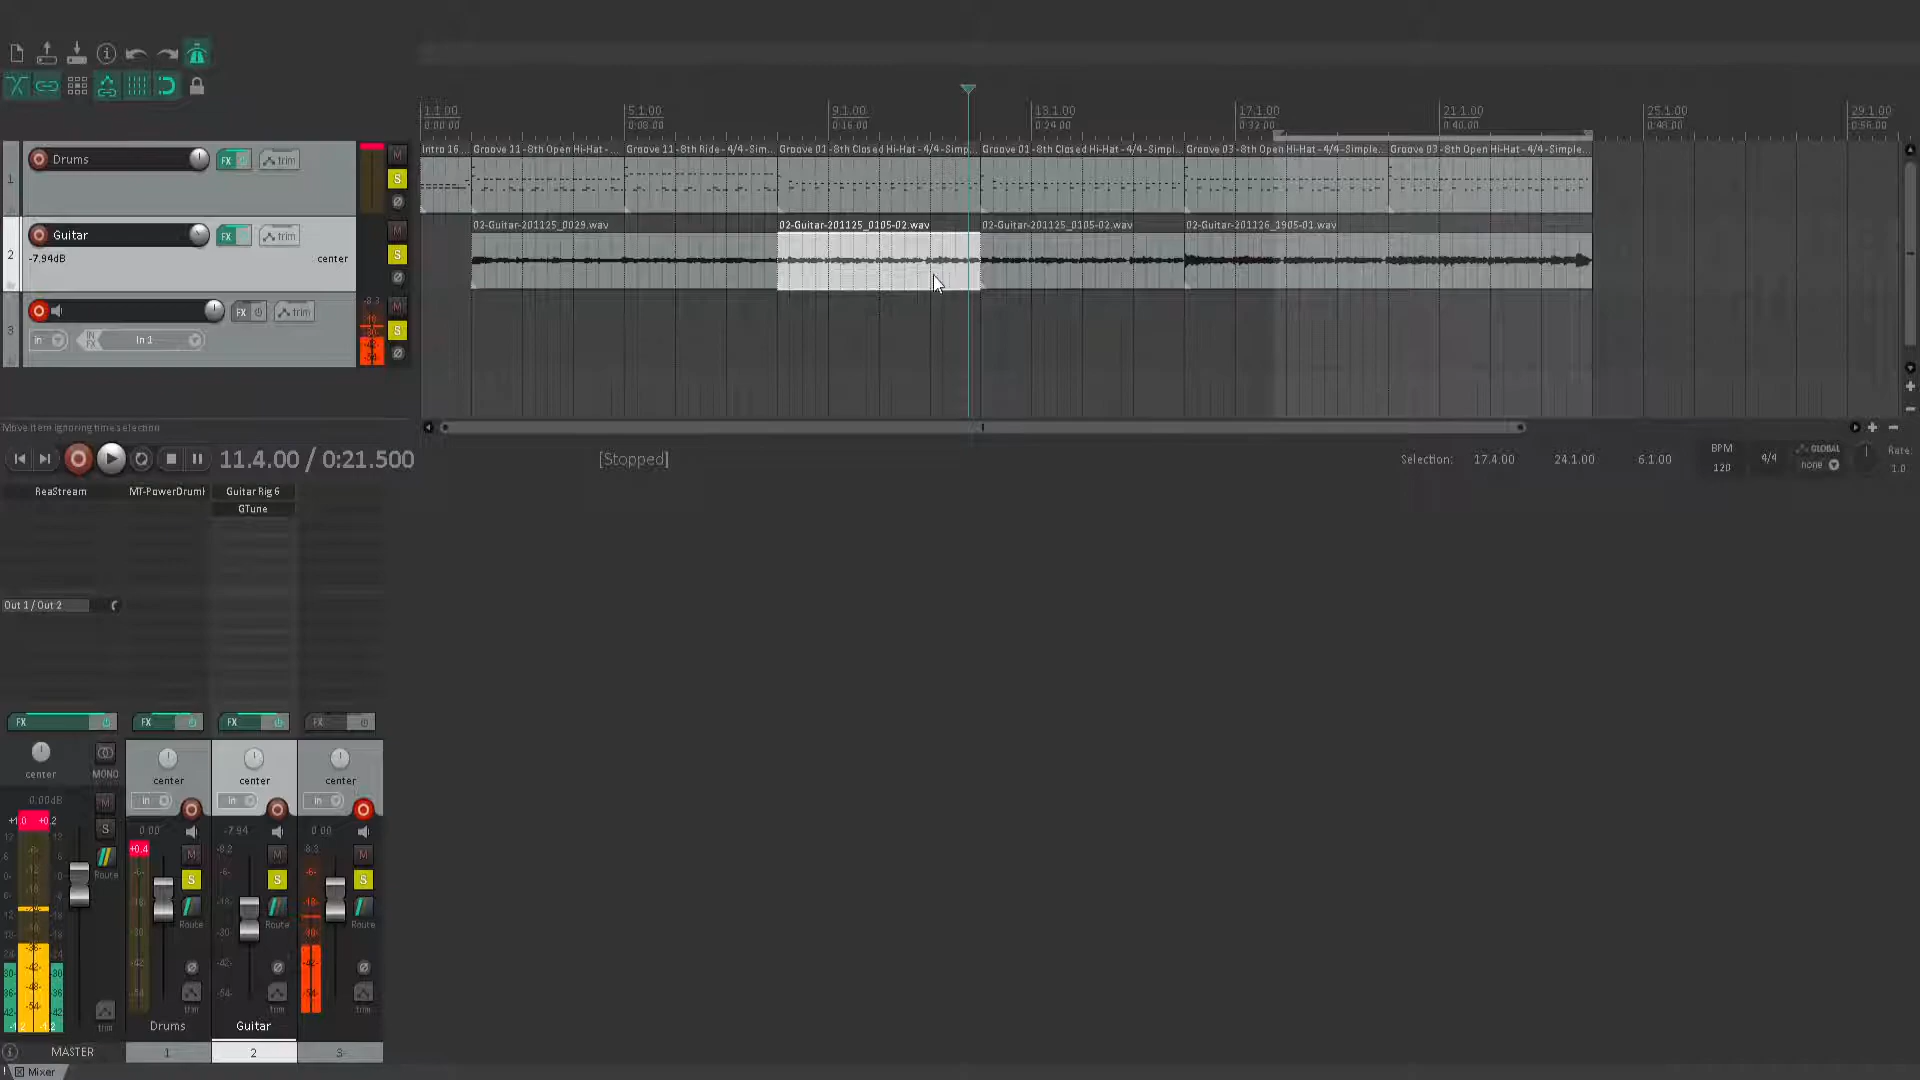 1.1.00 5.1.00 9.1.00 13.1.00 17.1.00 21.1.00 25.1.00 29.1.00
0:00.00 0:08.00 0:16.00 0:24.00 0:32.00 0:40.00 0:48.00 0:56.00
Intro 16... Groove 11 - 8th Open Hi-Hat - ... Groove 11 - 8th Ride - 4/4 - Sim... Groove 01 - 8th Closed Hi-Hat - 4/4 - Simp... Groove 01 - 8th Closed Hi-Hat - 4/4 - Simpl... Groove 03 - 8th Open Hi-Hat - 4/4 - Simple... Groove 03 - 8th Open Hi-Hat - 4/4 - Simple...
1 Drums FX trim M
S
02-Guitar-201125_0029.wav 02-Guitar-201125_0105-02.wav 02-Guitar-201125_0105-02.wav 02-Guitar-201126_1905-01.wav
2 Guitar FX trim M
-7.94dB center S
3 FX trim -8.3 M
in IN FX In 1 S
Move item ignoring time selection
11.4.00 / 0:21.500 [Stopped] Selection: 17.4.00 24.1.00 6.1.00 BPM 120 4/4 GLOBAL none Rate: 1.0
ReaStream MT-PowerDrumK Guitar Rig 6
GTune
Out 1 / Out 2
FX FX FX FX
center MONO center center center
in in in
0.00dB M 0.00 -7.94 0.00
+1.0 +0.2 S +0.4 -8.2 M -8.3 M
M S S S
Route Route Route Route
-12 -12
trim trim trim trim
Drums Guitar
MASTER 1 2 3
Mixer